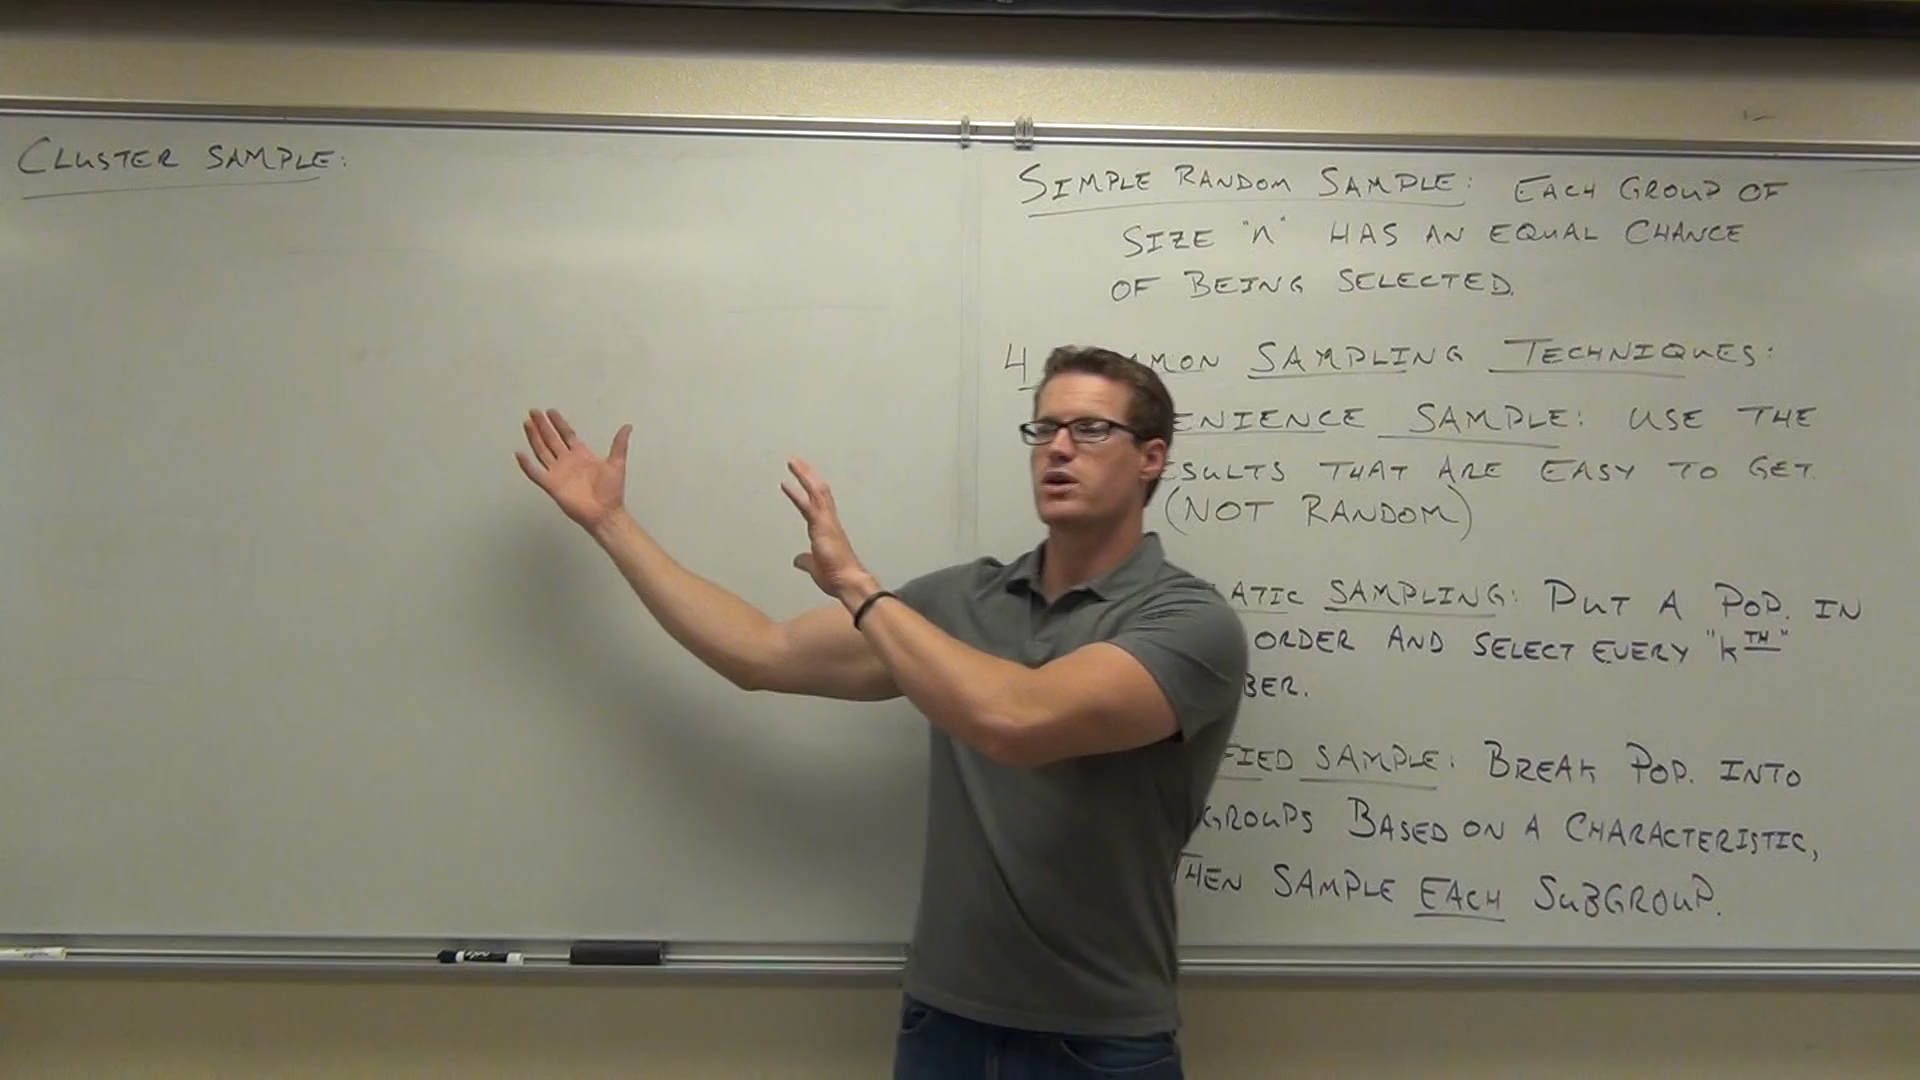 CLUSTER SAMPLE:
SIMPLE RANDOM SAMPLE: EACH GROUP OF
SIZE "n" HAS AN EQUAL CHANCE
OF BEING SELECTED.
4 MMON SAMPLING TECHNIQUES:
ENIENCE SAMPLE: USE THE
ESULTS THAT ARE EASY TO GET.
(NOT RANDOM)
ATIC SAMPLING: PUT A POP. IN
ORDER AND SELECT EVERY "kTH"
BER.
FIED SAMPLE: BREAK POP. INTO
GROUPS BASED ON A CHARACTERISTIC,
THEN SAMPLE EACH SUBGROUP.